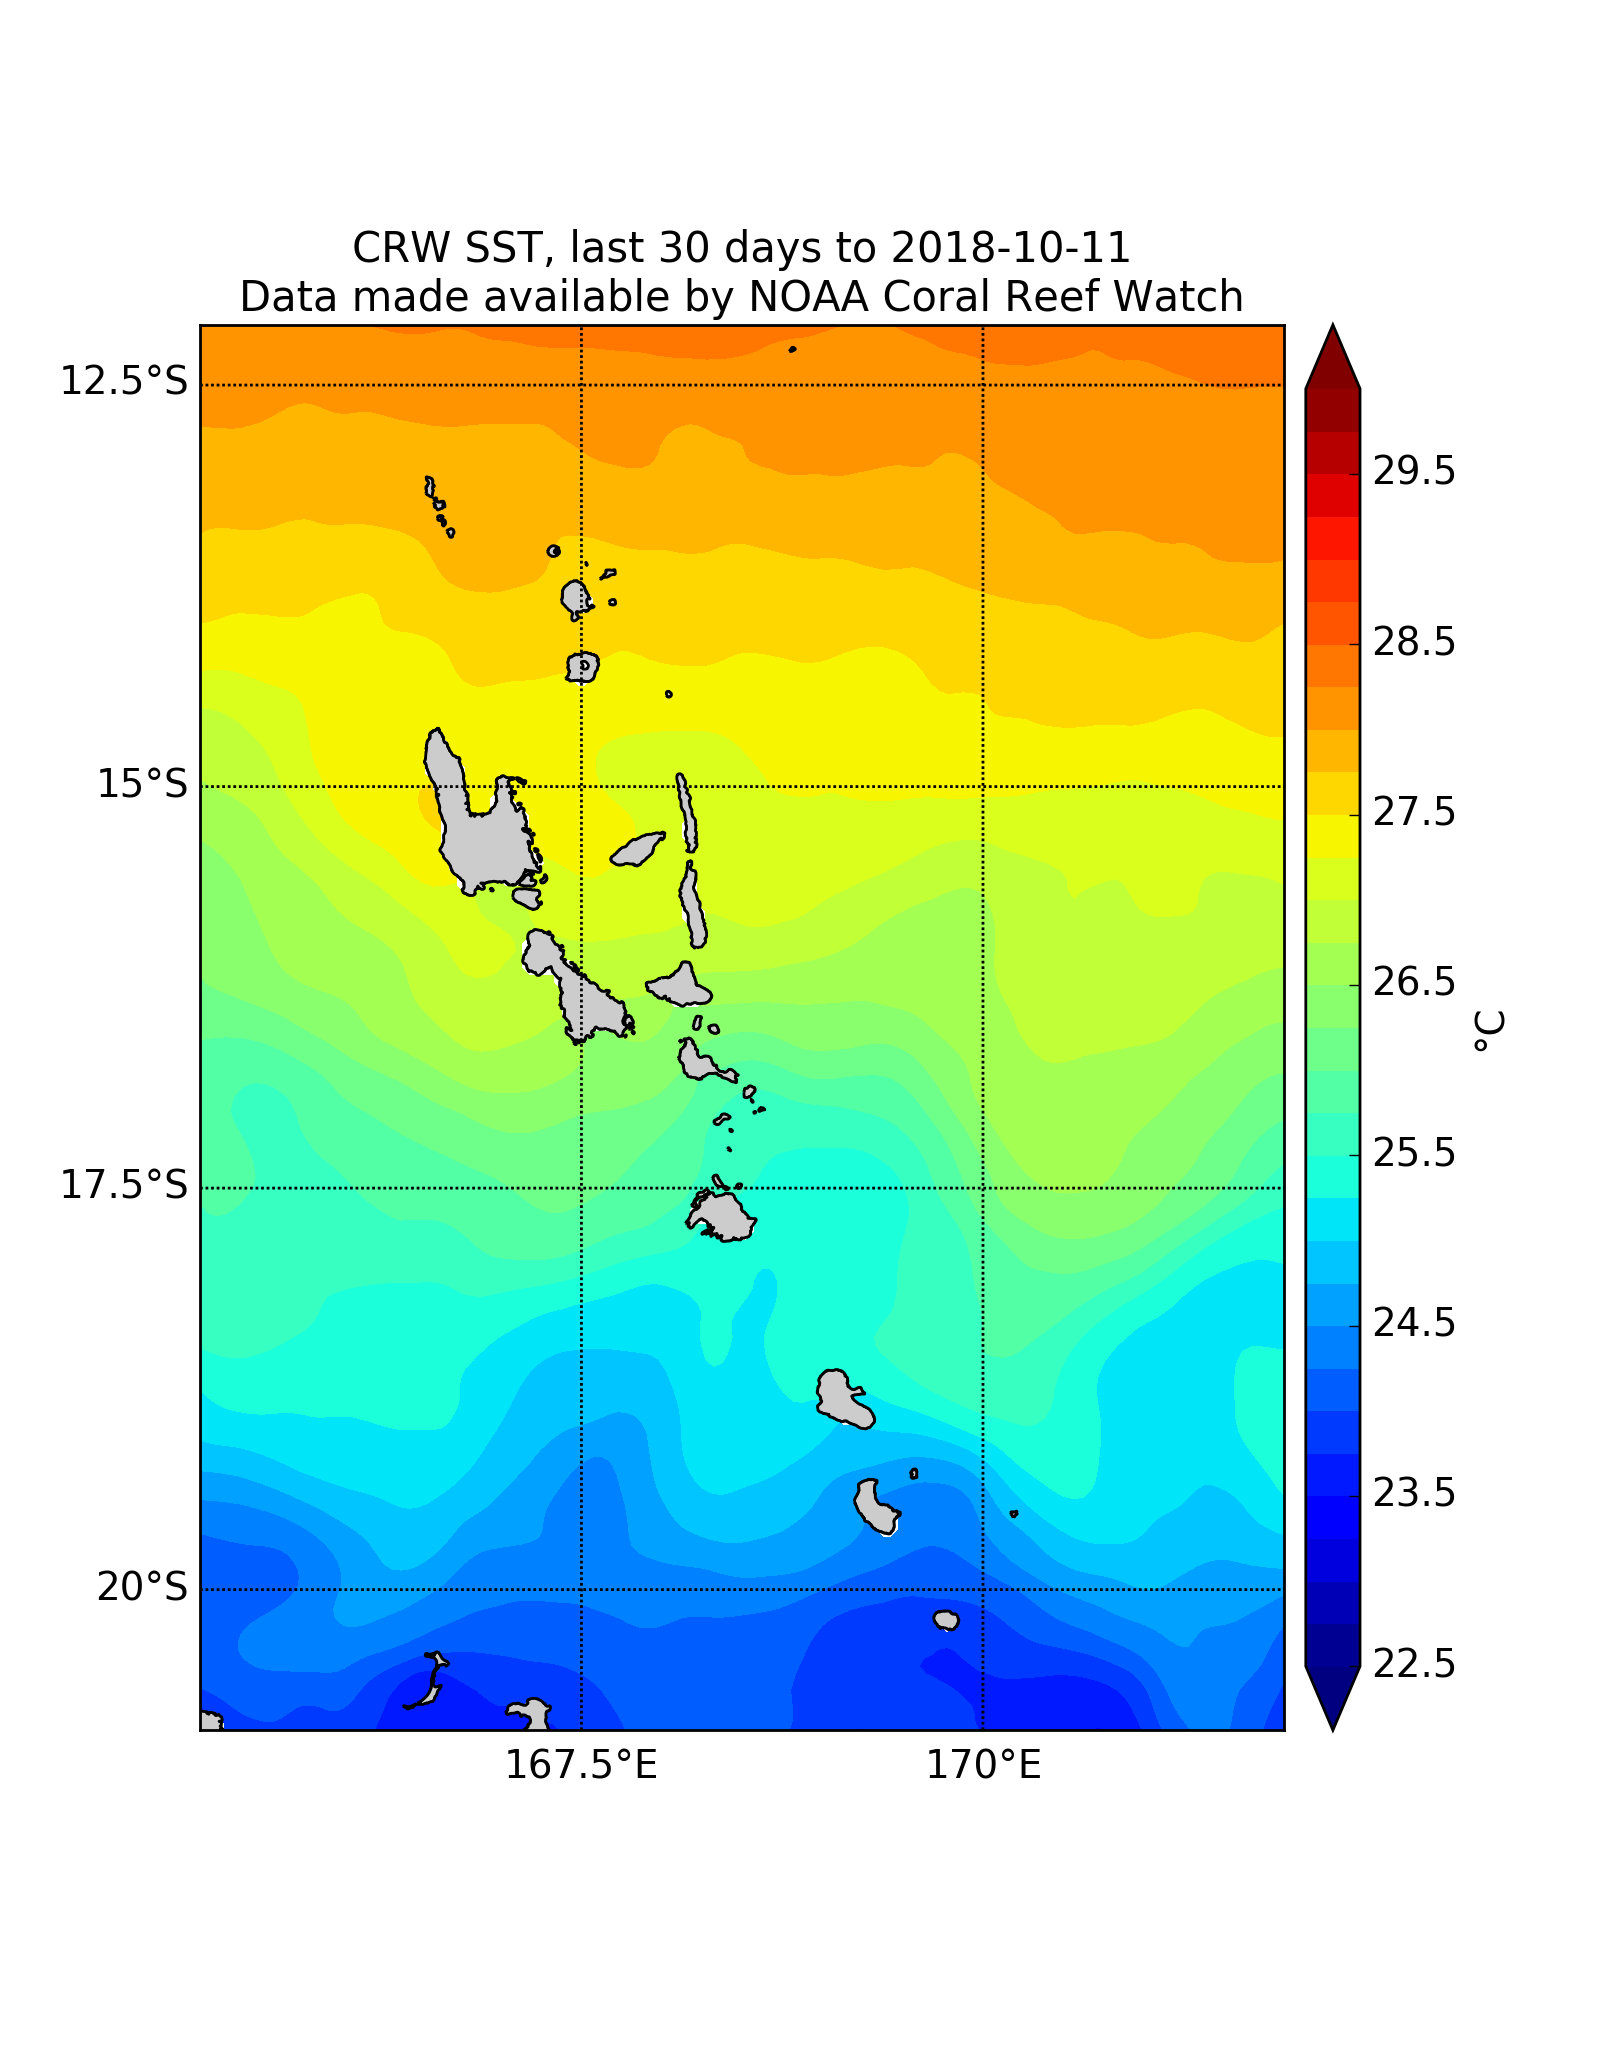 CRW SST, last 30 days to 2018-10-11
Data made available by NOAA Coral Reef Watch
12.5°S
15°S
17.5°S
20°S
167.5°E
170°E
29.5
28.5
27.5
26.5
25.5
24.5
23.5
22.5
°C